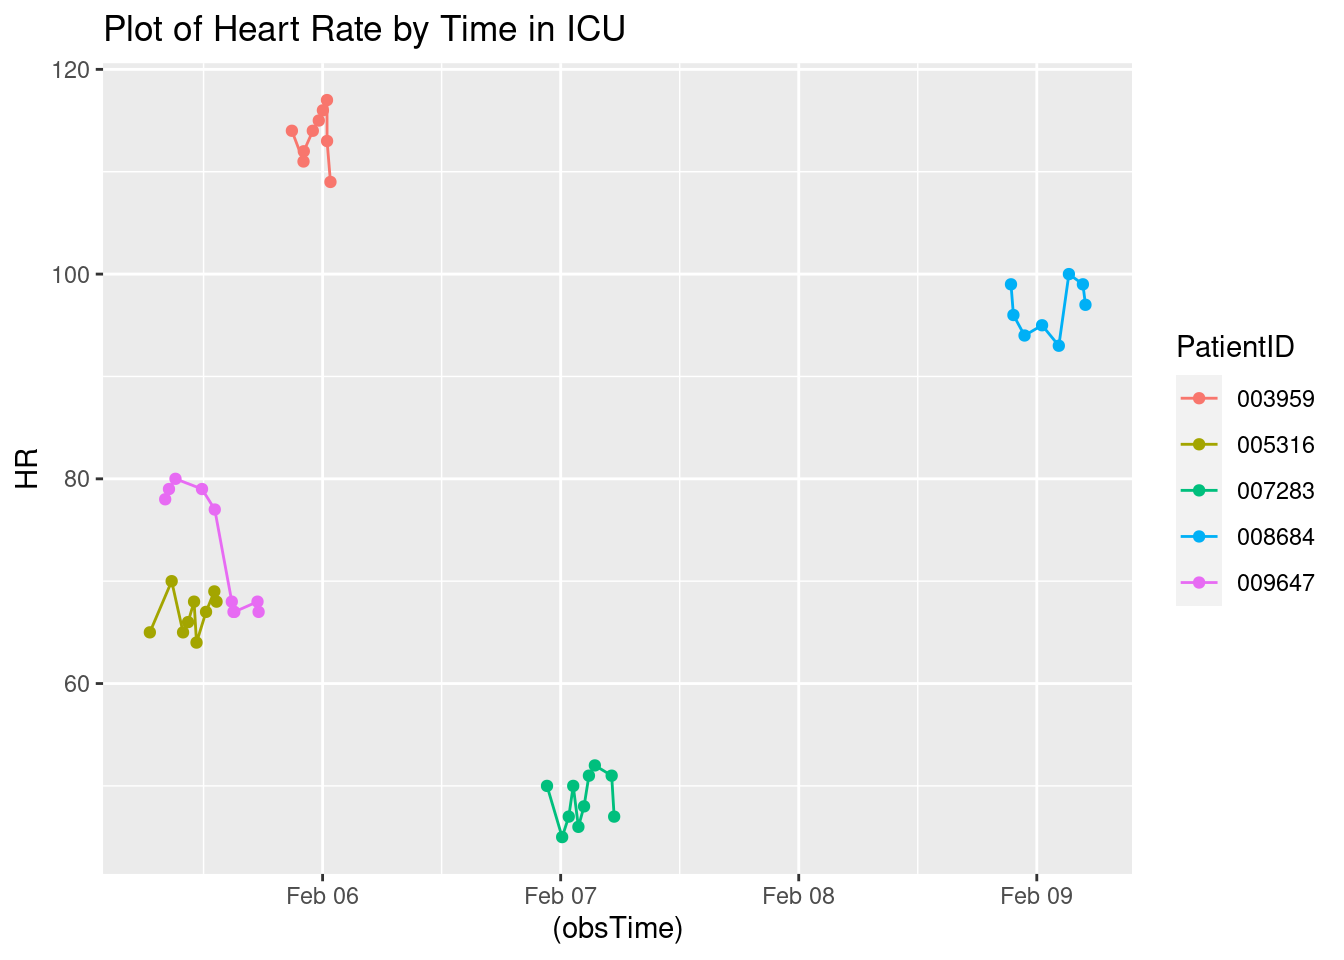 Plot of Heart Rate by Time in ICU
120
100
80
60
HR
Feb 06
Feb 07
Feb 08
Feb 09
(obsTime)
PatientID
003959
005316
007283
008684
009647